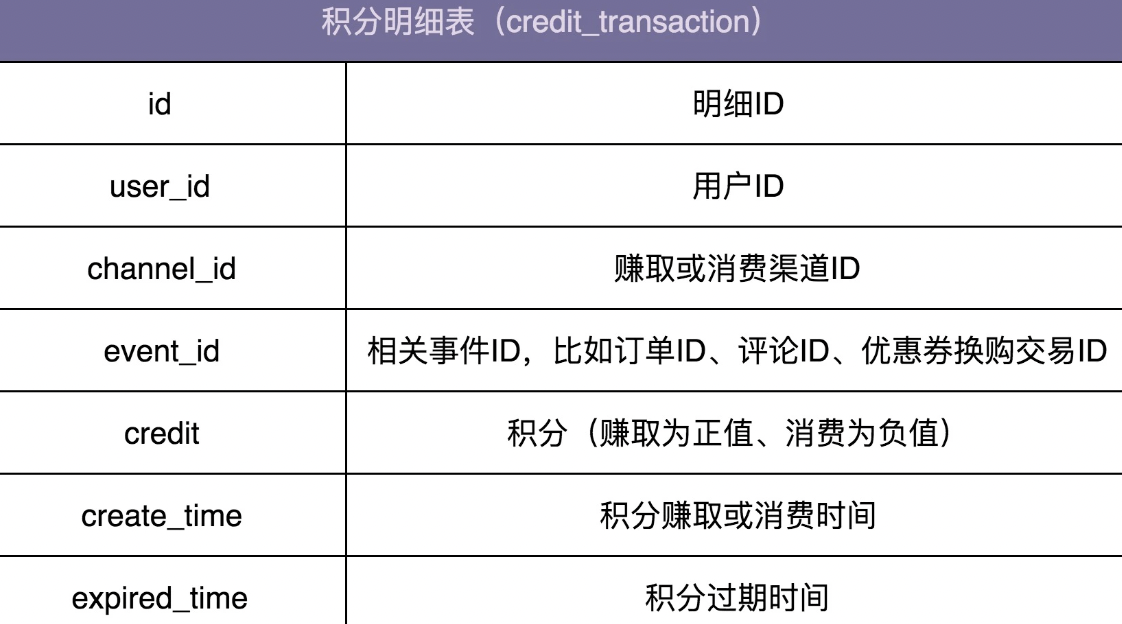 积分明细表（credit_transaction）
id 明细ID
user_id 用户ID
channel_id 赚取或消费渠道ID
event_id 相关事件ID，比如订单ID、评论ID、优惠券换购交易ID
credit 积分（赚取为正值、消费为负值）
create_time 积分赚取或消费时间
expired_time 积分过期时间